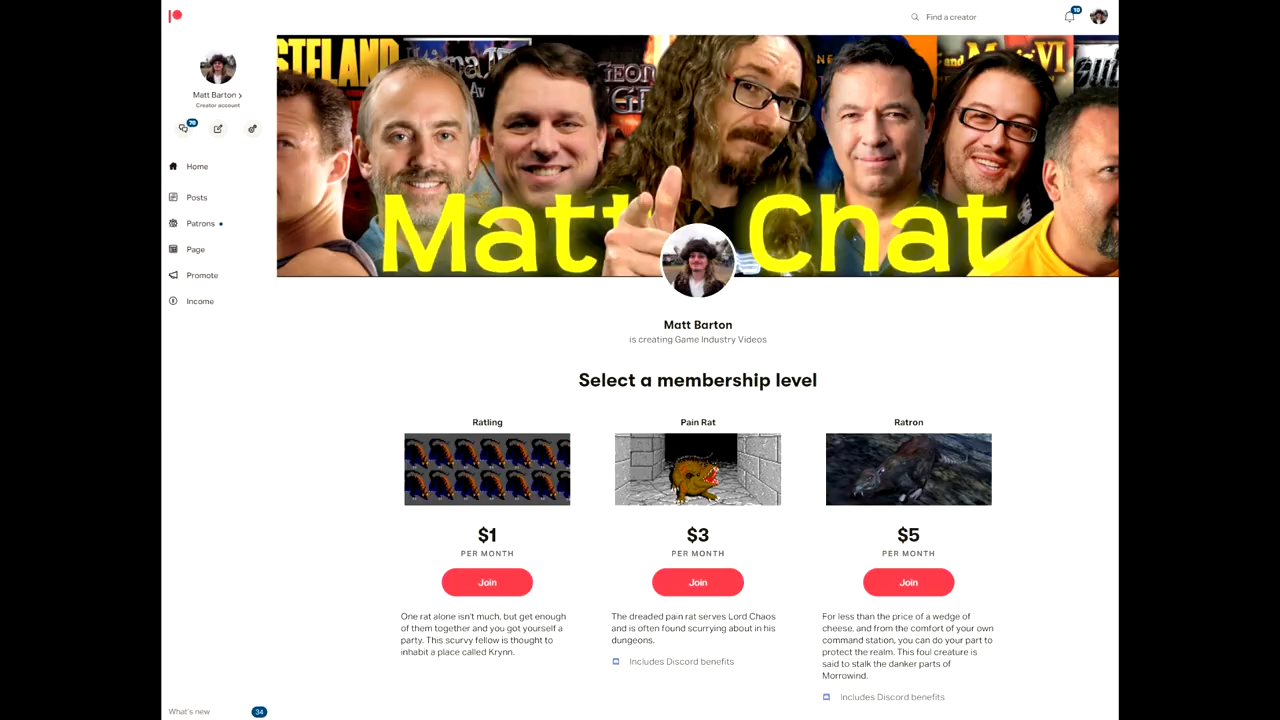 Find a creator
10
Matt Barton
Creator account
70
Home
Posts
Patrons
Page
Promote
Income
What's new
34
WASTELAND
Matt Chat
Matt Barton
is creating Game Industry Videos
Select a membership level
Ratling
$1
PER MONTH
Join
One rat alone isn't much, but get enough
of them together and you got yourself a
party. This scurvy fellow is thought to
inhabit a place called Krynn.
Pain Rat
$3
PER MONTH
Join
The dreaded pain rat serves Lord Chaos
and is often found scurrying about in his
dungeons.
Includes Discord benefits
Ratron
$5
PER MONTH
Join
For less than the price of a wedge of
cheese, and from the comfort of your own
command station, you can do your part to
protect the realm. This foul creature is
said to stalk the danker parts of
Morrowind.
Includes Discord benefits